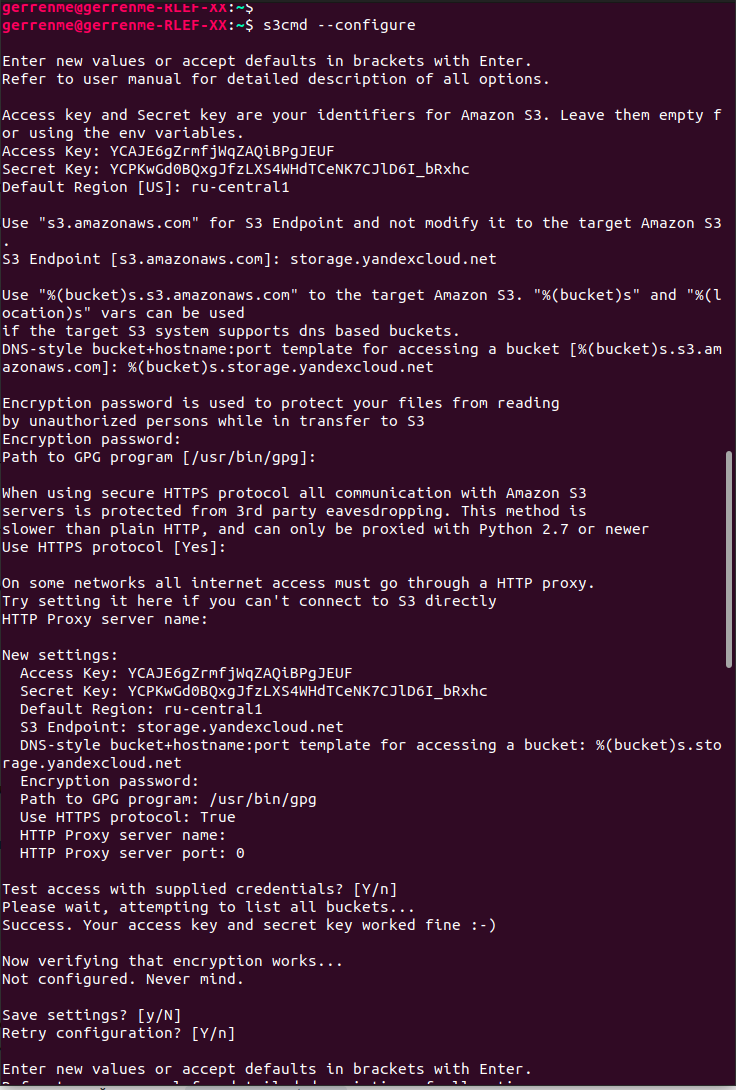 gerrenme@gerrenme-RLEF-XX:~$
gerrenme@gerrenme-RLEF-XX:~$ s3cmd --configure
Enter new values or accept defaults in brackets with Enter.
Refer to user manual for detailed description of all options.
Access key and Secret key are your identifiers for Amazon S3. Leave them empty f
or using the env variables.
Access Key: YCAJE6gZrmfjWqZAQiBPgJEUF
Secret Key: YCPKwGd0BQxgJfzLXS4WHdTCeNK7CJlD6I_bRxhc
Default Region [US]: ru-central1
Use "s3.amazonaws.com" for S3 Endpoint and not modify it to the target Amazon S3
.
S3 Endpoint [s3.amazonaws.com]: storage.yandexcloud.net
Use "%(bucket)s.s3.amazonaws.com" to the target Amazon S3. "%(bucket)s" and "%(l
ocation)s" vars can be used
if the target S3 system supports dns based buckets.
DNS-style bucket+hostname:port template for accessing a bucket [%(bucket)s.s3.am
azonaws.com]: %(bucket)s.storage.yandexcloud.net
Encryption password is used to protect your files from reading
by unauthorized persons while in transfer to S3
Encryption password:
Path to GPG program [/usr/bin/gpg]:
When using secure HTTPS protocol all communication with Amazon S3
servers is protected from 3rd party eavesdropping. This method is
slower than plain HTTP, and can only be proxied with Python 2.7 or newer
Use HTTPS protocol [Yes]:
On some networks all internet access must go through a HTTP proxy.
Try setting it here if you can't connect to S3 directly
HTTP Proxy server name:
New settings:
Access Key: YCAJE6gZrmfjWqZAQiBPgJEUF
Secret Key: YCPKwGd0BQxgJfzLXS4WHdTCeNK7CJlD6I_bRxhc
Default Region: ru-central1
S3 Endpoint: storage.yandexcloud.net
DNS-style bucket+hostname:port template for accessing a bucket: %(bucket)s.sto
rage.yandexcloud.net
Encryption password:
Path to GPG program: /usr/bin/gpg
Use HTTPS protocol: True
HTTP Proxy server name:
HTTP Proxy server port: 0
Test access with supplied credentials? [Y/n]
Please wait, attempting to list all buckets...
Success. Your access key and secret key worked fine :-)
Now verifying that encryption works...
Not configured. Never mind.
Save settings? [y/N]
Retry configuration? [Y/n]
Enter new values or accept defaults in brackets with Enter.